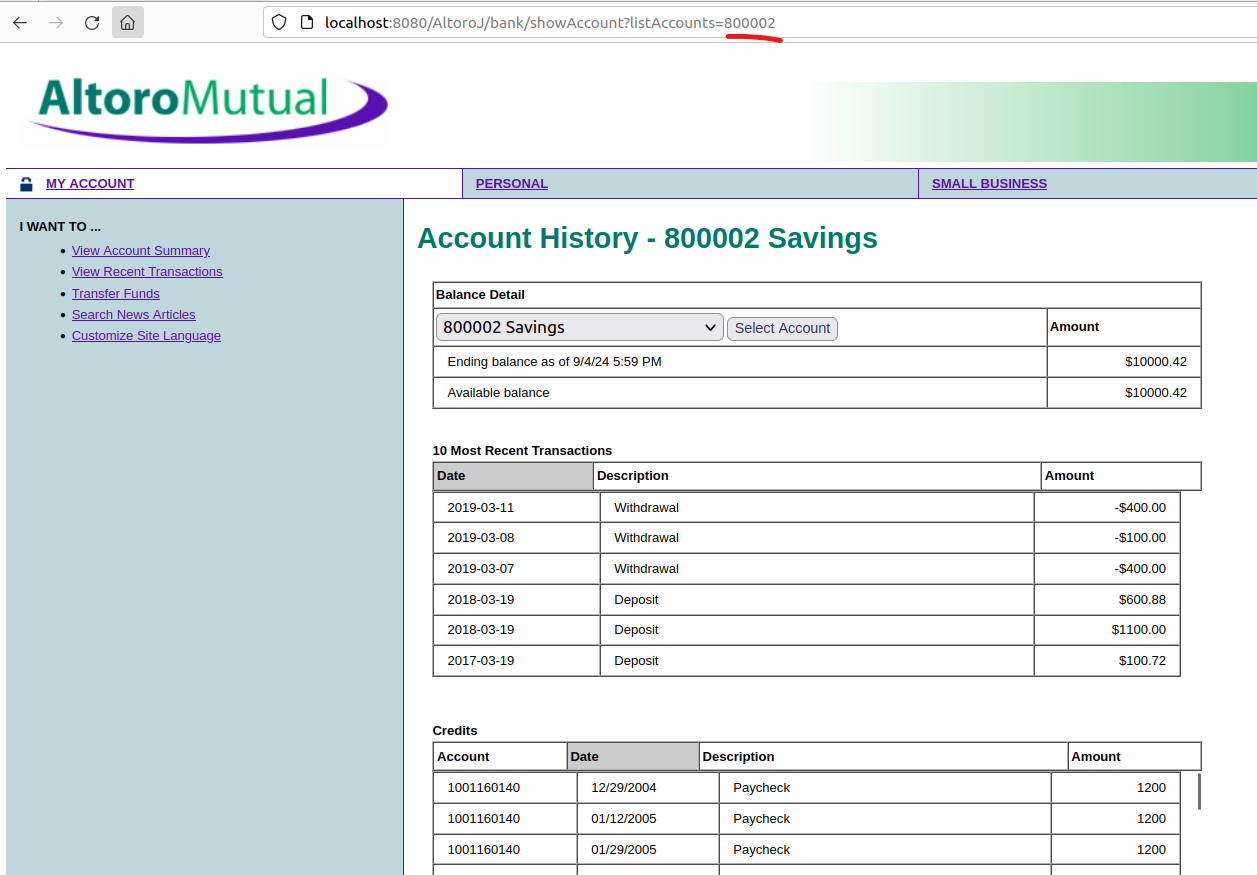 localhost:8080/AltoroJ/bank/showAccount?listAccounts=800002
AltoroMutual
MY ACCOUNT PERSONAL SMALL BUSINESS
I WANT TO ...
View Account Summary
View Recent Transactions
Transfer Funds
Search News Articles
Customize Site Language
Account History - 800002 Savings
Balance Detail
800002 Savings Select Account Amount
Ending balance as of 9/4/24 5:59 PM $10000.42
Available balance $10000.42
10 Most Recent Transactions
Date Description Amount
2019-03-11 Withdrawal -$400.00
2019-03-08 Withdrawal -$100.00
2019-03-07 Withdrawal -$400.00
2018-03-19 Deposit $600.88
2018-03-19 Deposit $1100.00
2017-03-19 Deposit $100.72
Credits
Account Date Description Amount
1001160140 12/29/2004 Paycheck 1200
1001160140 01/12/2005 Paycheck 1200
1001160140 01/29/2005 Paycheck 1200